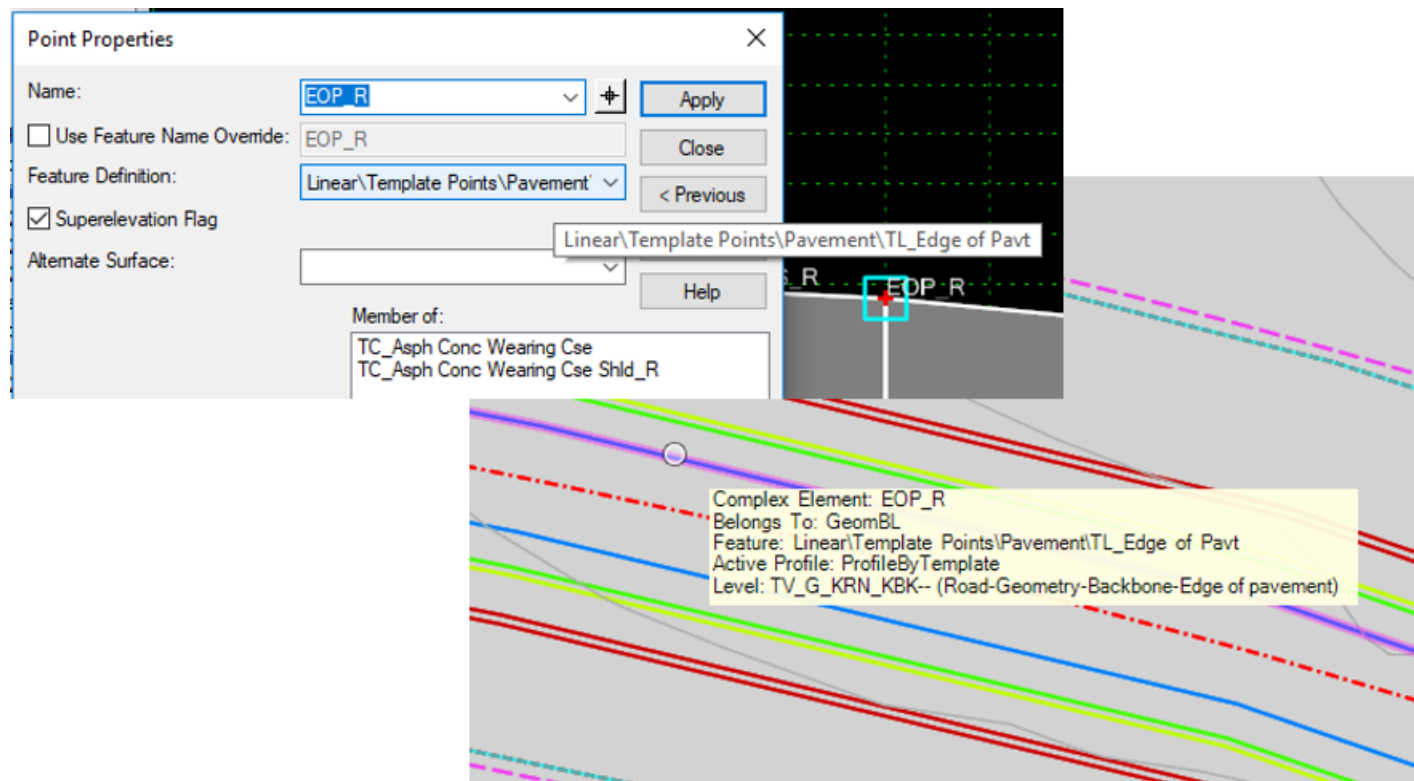 Point Properties
Name:
EOP_R
Apply
Use Feature Name Override:
EOP_R
Close
Feature Definition:
Linear\Template Points\Pavement\
< Previous
Superelevation Flag
Linear\Template Points\Pavement\TL_Edge of Pavt
Alternate Surface:
Help
_R
EOP_R
Member of:
TC_Asph Conc Wearing Cse
TC_Asph Conc Wearing Cse Shld_R
Complex Element: EOP_R
Belongs To: GeomBL
Feature: Linear\Template Points\Pavement\TL_Edge of Pavt
Active Profile: ProfileByTemplate
Level: TV_G_KRN_KBK-- (Road-Geometry-Backbone-Edge of pavement)